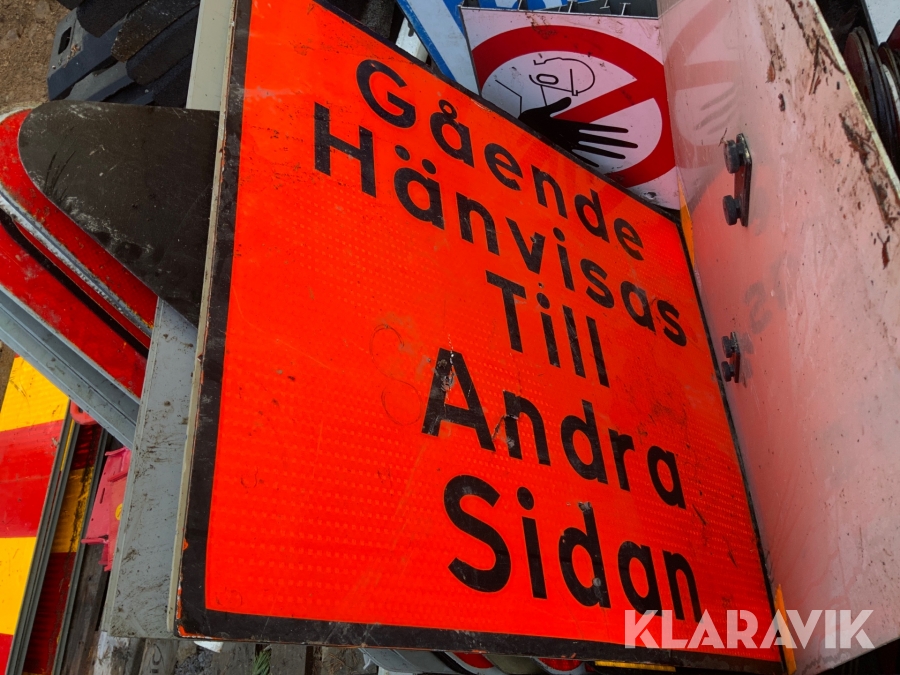 Gående
Hänvisas
Till
Andra
Sidan
KLARAVIK